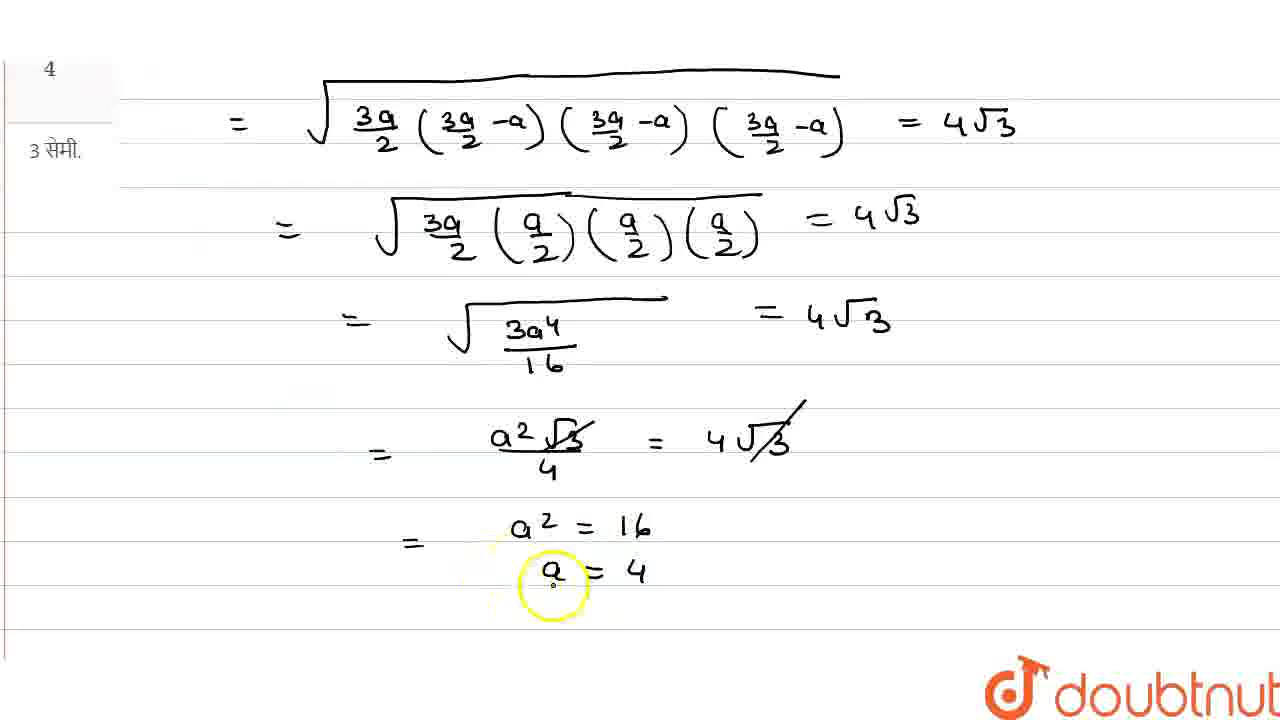 4
3 सेमी.
= √(3a/2 (3a/2 -a) (3a/2 -a) (3a/2 -a)) = 4√3
= √(3a/2 (a/2) (a/2) (a/2)) = 4√3
= √(3a⁴/16) = 4√3
= a²√3/4 = 4√3
= a² = 16
a = 4
doubtnut